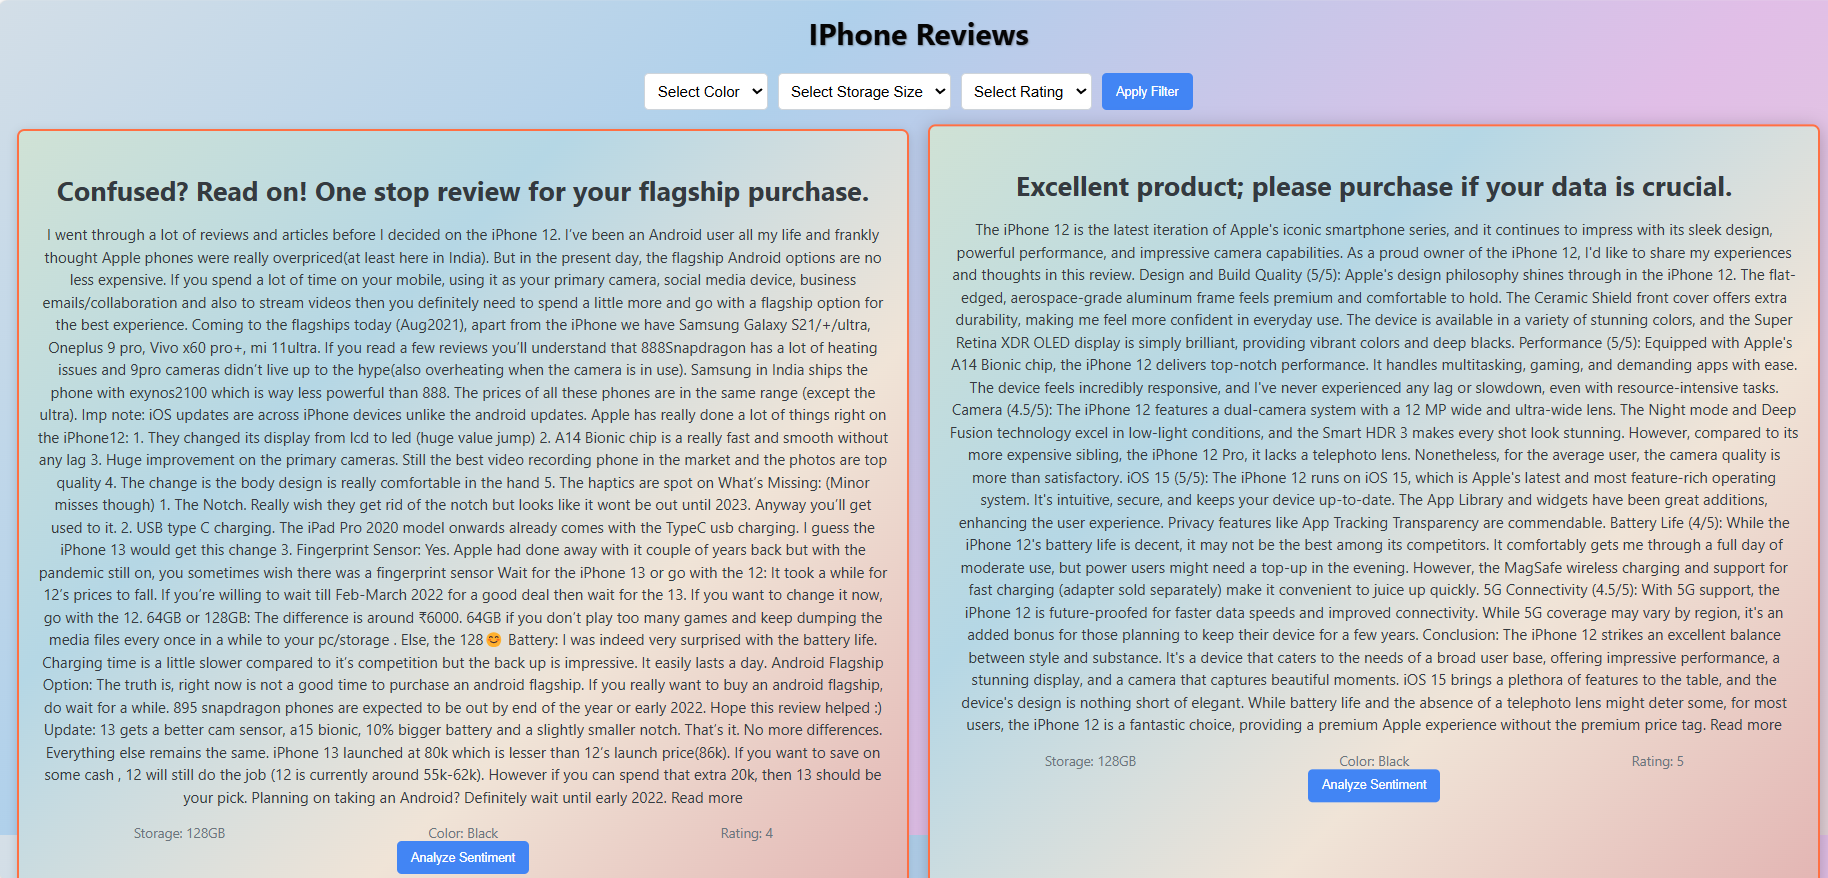 IPhone Reviews
Select Color
Select Storage Size
Select Rating
Apply Filter
Confused? Read on! One stop review for your flagship purchase.
I went through a lot of reviews and articles before I decided on the iPhone 12. I've been an Android user all my life and frankly
thought Apple phones were really overpriced(at least here in India). But in the present day, the flagship Android options are no
less expensive. If you spend a lot of time on your mobile, using it as your primary camera, social media device, business
emails/collaboration and also to stream videos then you definitely need to spend a little more and go with a flagship option for
the best experience. Coming to the flagships today (Aug2021), apart from the iPhone we have Samsung Galaxy S21/+/ultra,
Oneplus 9 pro, Vivo x60 pro+, mi 11ultra. If you read a few reviews you'll understand that 888Snapdragon has a lot of heating
issues and 9pro cameras didn't live up to the hype(also overheating when the camera is in use). Samsung in India ships the
phone with exynos2100 which is way less powerful than 888. The prices of all these phones are in the same range (except the
ultra). Imp note: iOS updates are across iPhone devices unlike the android updates. Apple has really done a lot of things right on
the iPhone12: 1. They changed its display from lcd to led (huge value jump) 2. A14 Bionic chip is a really fast and smooth without
any lag 3. Huge improvement on the primary cameras. Still the best video recording phone in the market and the photos are top
quality 4. The change is the body design is really comfortable in the hand 5. The haptics are spot on What's Missing: (Minor
misses though) 1. The Notch. Really wish they get rid of the notch but looks like it wont be out until 2023. Anyway you'll get
used to it. 2. USB type C charging. The iPad Pro 2020 model onwards already comes with the TypeC usb charging. I guess the
iPhone 13 would get this change 3. Fingerprint Sensor: Yes. Apple had done away with it couple of years back but with the
pandemic still on, you sometimes wish there was a fingerprint sensor Wait for the iPhone 13 or go with the 12: It took a while for
12's prices to fall. If you're willing to wait till Feb-March 2022 for a good deal then wait for the 13. If you want to change it now,
go with the 12. 64GB or 128GB: The difference is around ₹6000. 64GB if you don't play too many games and keep dumping the
media files every once in a while to your pc/storage . Else, the 128😊 Battery: I was indeed very surprised with the battery life.
Charging time is a little slower compared to it's competition but the back up is impressive. It easily lasts a day. Android Flagship
Option: The truth is, right now is not a good time to purchase an android flagship. If you really want to buy an android flagship,
do wait for a while. 895 snapdragon phones are expected to be out by end of the year or early 2022. Hope this review helped :)
Update: 13 gets a better cam sensor, a15 bionic, 10% bigger battery and a slightly smaller notch. That's it. No more differences.
Everything else remains the same. iPhone 13 launched at 80k which is lesser than 12's launch price(86k). If you want to save on
some cash , 12 will still do the job (12 is currently around 55k-62k). However if you can spend that extra 20k, then 13 should be
your pick. Planning on taking an Android? Definitely wait until early 2022. Read more
Storage: 128GB
Color: Black
Rating: 4
Analyze Sentiment
Excellent product; please purchase if your data is crucial.
The iPhone 12 is the latest iteration of Apple's iconic smartphone series, and it continues to impress with its sleek design,
powerful performance, and impressive camera capabilities. As a proud owner of the iPhone 12, I'd like to share my experiences
and thoughts in this review. Design and Build Quality (5/5): Apple's design philosophy shines through in the iPhone 12. The flat-
edged, aerospace-grade aluminum frame feels premium and comfortable to hold. The Ceramic Shield front cover offers extra
durability, making me feel more confident in everyday use. The device is available in a variety of stunning colors, and the Super
Retina XDR OLED display is simply brilliant, providing vibrant colors and deep blacks. Performance (5/5): Equipped with Apple's
A14 Bionic chip, the iPhone 12 delivers top-notch performance. It handles multitasking, gaming, and demanding apps with ease.
The device feels incredibly responsive, and I've never experienced any lag or slowdown, even with resource-intensive tasks.
Camera (4.5/5): The iPhone 12 features a dual-camera system with a 12 MP wide and ultra-wide lens. The Night mode and Deep
Fusion technology excel in low-light conditions, and the Smart HDR 3 makes every shot look stunning. However, compared to its
more expensive sibling, the iPhone 12 Pro, it lacks a telephoto lens. Nonetheless, for the average user, the camera quality is
more than satisfactory. iOS 15 (5/5): The iPhone 12 runs on iOS 15, which is Apple's latest and most feature-rich operating
system. It's intuitive, secure, and keeps your device up-to-date. The App Library and widgets have been great additions,
enhancing the user experience. Privacy features like App Tracking Transparency are commendable. Battery Life (4/5): While the
iPhone 12's battery life is decent, it may not be the best among its competitors. It comfortably gets me through a full day of
moderate use, but power users might need a top-up in the evening. However, the MagSafe wireless charging and support for
fast charging (adapter sold separately) make it convenient to juice up quickly. 5G Connectivity (4.5/5): With 5G support, the
iPhone 12 is future-proofed for faster data speeds and improved connectivity. While 5G coverage may vary by region, it's an
added bonus for those planning to keep their device for a few years. Conclusion: The iPhone 12 strikes an excellent balance
between style and substance. It's a device that caters to the needs of a broad user base, offering impressive performance, a
stunning display, and a camera that captures beautiful moments. iOS 15 brings a plethora of features to the table, and the
device's design is nothing short of elegant. While battery life and the absence of a telephoto lens might deter some, for most
users, the iPhone 12 is a fantastic choice, providing a premium Apple experience without the premium price tag. Read more
Storage: 128GB
Color: Black
Rating: 5
Analyze Sentiment